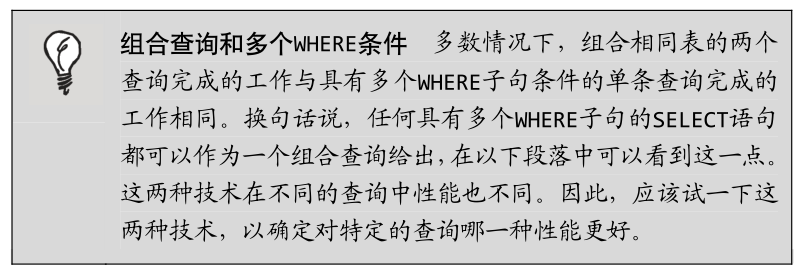 组合查询和多个WHERE条件　多数情况下，组合相同表的两个
查询完成的工作与具有多个WHERE子句条件的单条查询完成的
工作相同。换句话说，任何具有多个WHERE子句的SELECT语句
都可以作为一个组合查询给出，在以下段落中可以看到这一点。
这两种技术在不同的查询中性能也不同。因此，应该试一下这
两种技术，以确定对特定的查询哪一种性能更好。